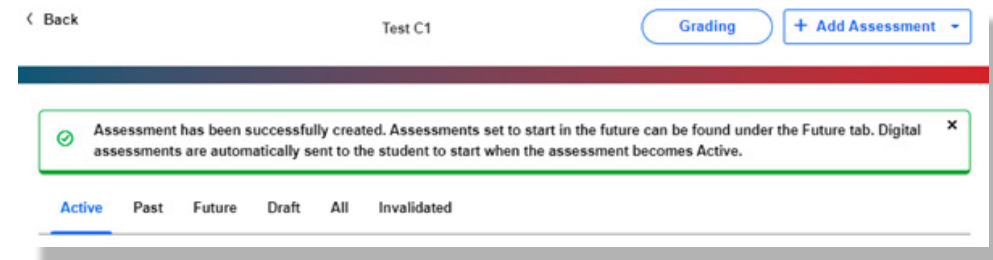 Back
Test C1
Grading
+ Add Assessment
Assessment has been successfully created. Assessments set to start in the future can be found under the Future tab. Digital
assessments are automatically sent to the student to start when the assessment becomes Active.
Active Past Future Draft All Invalidated